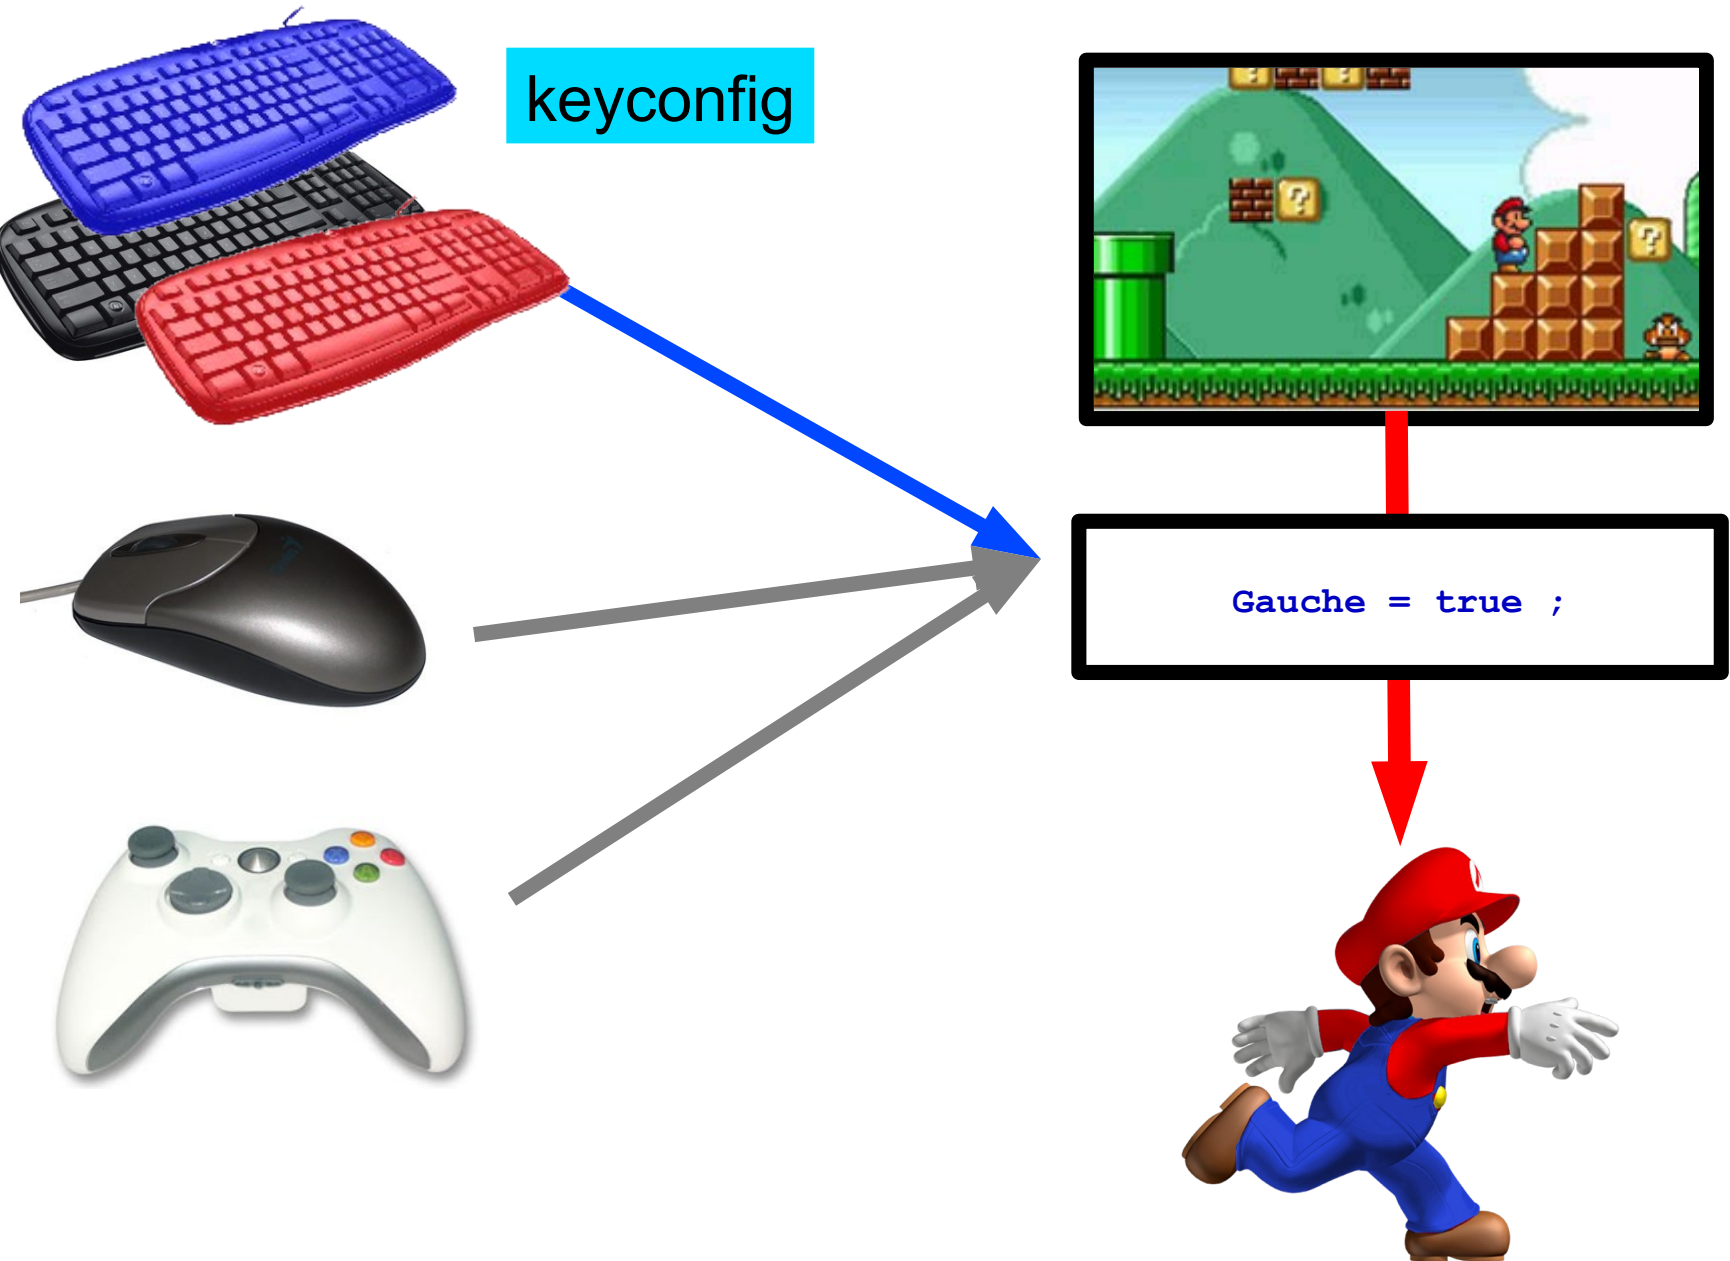 keyconfig
Gauche = true ;